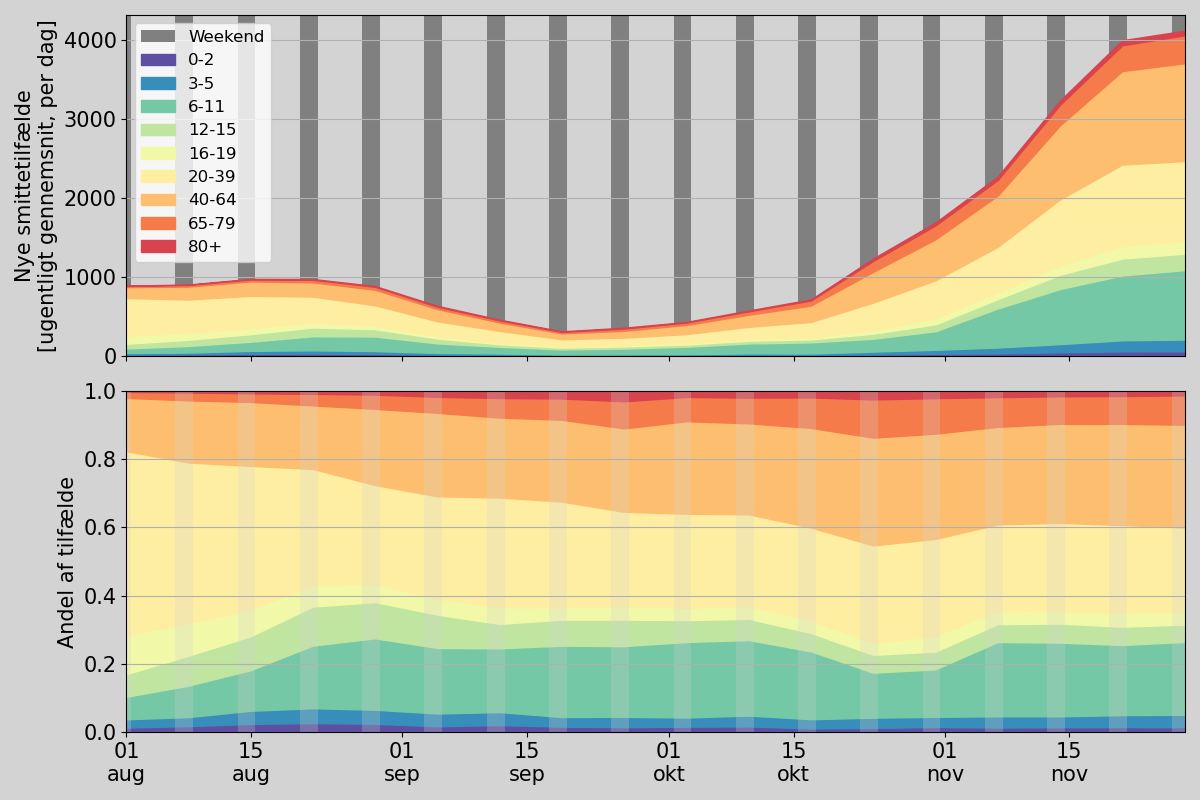 Nye smittetilfælde
[ugentligt gennemsnit, per dag]
4000
3000
2000
1000
0
Weekend
0-2
3-5
6-11
12-15
16-19
20-39
40-64
65-79
80+
Andel af tilfælde
1.0
0.8
0.6
0.4
0.2
0.0
01
aug
15
aug
01
sep
15
sep
01
okt
15
okt
01
nov
15
nov